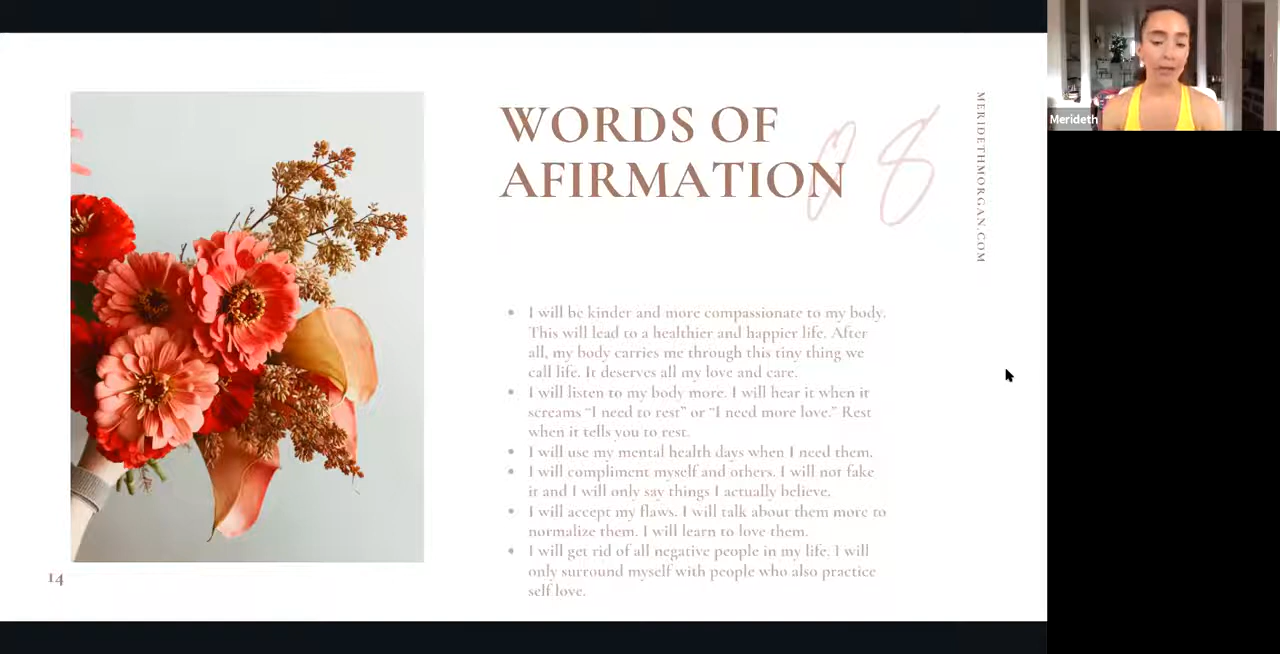 WORDS OF
AFIRMATION
08
MERIDETHMORGAN.COM
Merideth
• I will be kinder and more compassionate to my body.
This will lead to a healthier and happier life. After
all, my body carries me through this tiny thing we
call life. It deserves all my love and care.
• I will listen to my body more. I will hear it when it
screams “I need to rest” or “I need more love.” Rest
when it tells you to rest.
• I will use my mental health days when I need them.
• I will compliment myself and others. I will not fake
it and I will only say things I actually believe.
• I will accept my flaws. I will talk about them more to
normalize them. I will learn to love them.
• I will get rid of all negative people in my life. I will
only surround myself with people who also practice
self love.
14